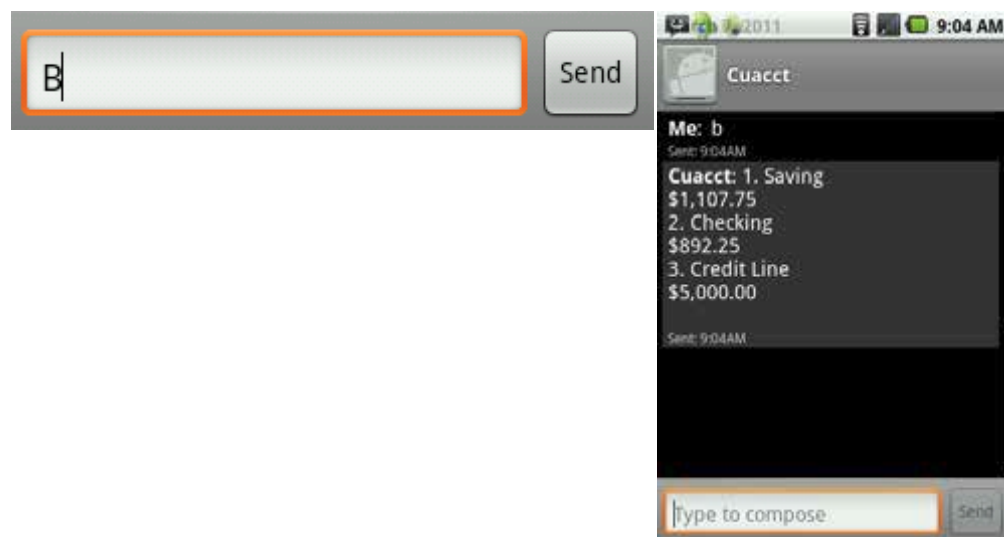 B
Send
2011
9:04 AM
Cuacct
Me: b
Sent: 9:04AM
Cuacct: 1. Saving
$1,107.75
2. Checking
$892.25
3. Credit Line
$5,000.00
Sent: 9:04AM
Type to compose
Send